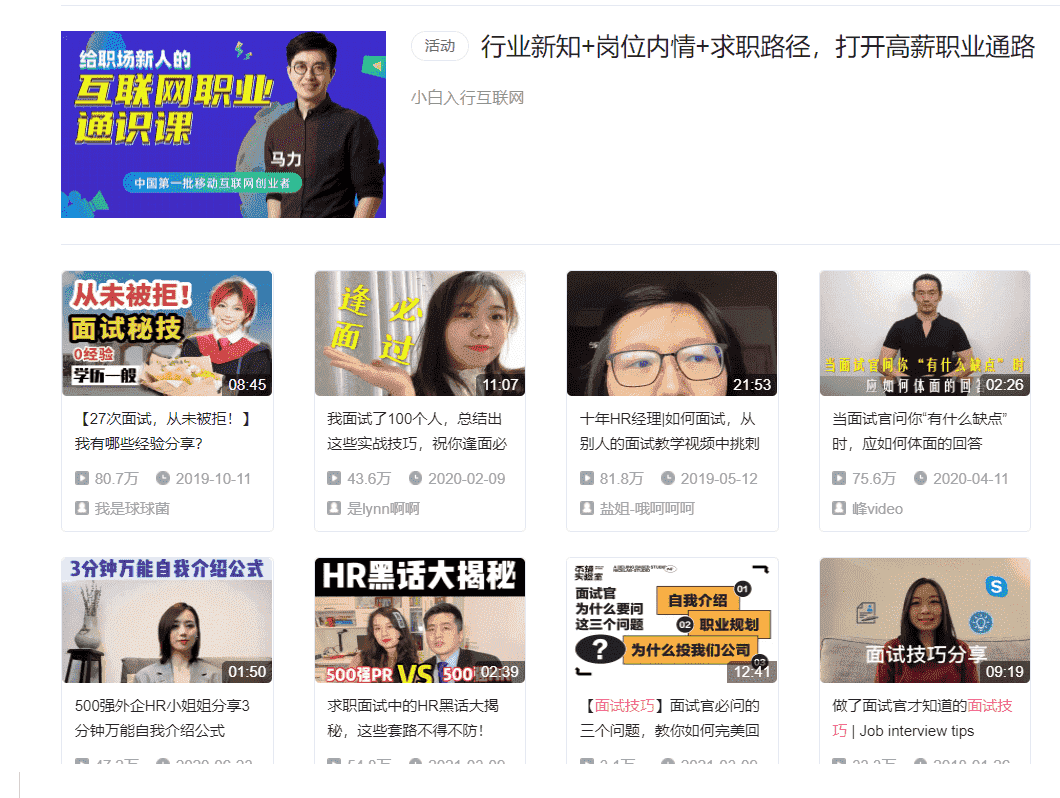 给职场新人的
互联网职业
通识课
马力
中国第一批移动互联网创业者
活动
行业新知+岗位内情+求职路径，打开高薪职业通路
小白入行互联网
从未被拒！
面试秘技
0经验
学历一般
08:45
【27次面试，从未被拒！】
我有哪些经验分享？
80.7万
2019-10-11
我是球球菌
逢 必
面 过
11:07
我面试了100个人，总结出
这些实战技巧，祝你逢面必
43.6万
2020-02-09
是lynn啊啊
21:53
十年HR经理|如何面试，从
别人的面试教学视频中挑刺
81.8万
2019-05-12
盐姐-哦呵呵呵
当面试官问你“有什么缺点”时
应如何体面的回答
02:26
当面试官问你“有什么缺点”
时，应如何体面的回答
75.6万
2020-04-11
峰video
3分钟万能自我介绍公式
01:50
500强外企HR小姐姐分享3
分钟万能自我介绍公式
HR黑话大揭秘
500强PR VS 500
02:39
求职面试中的HR黑话大揭
秘，这些套路不得不防！
面试官
为什么要问
这三个问题
?
自我介绍
01
02
职业规划
为什么投我们公司
03
12:41
【面试技巧】面试官必问的
三个问题，教你如何完美回
S
面试技巧分享
09:19
做了面试官才知道的面试技
巧 | Job interview tips